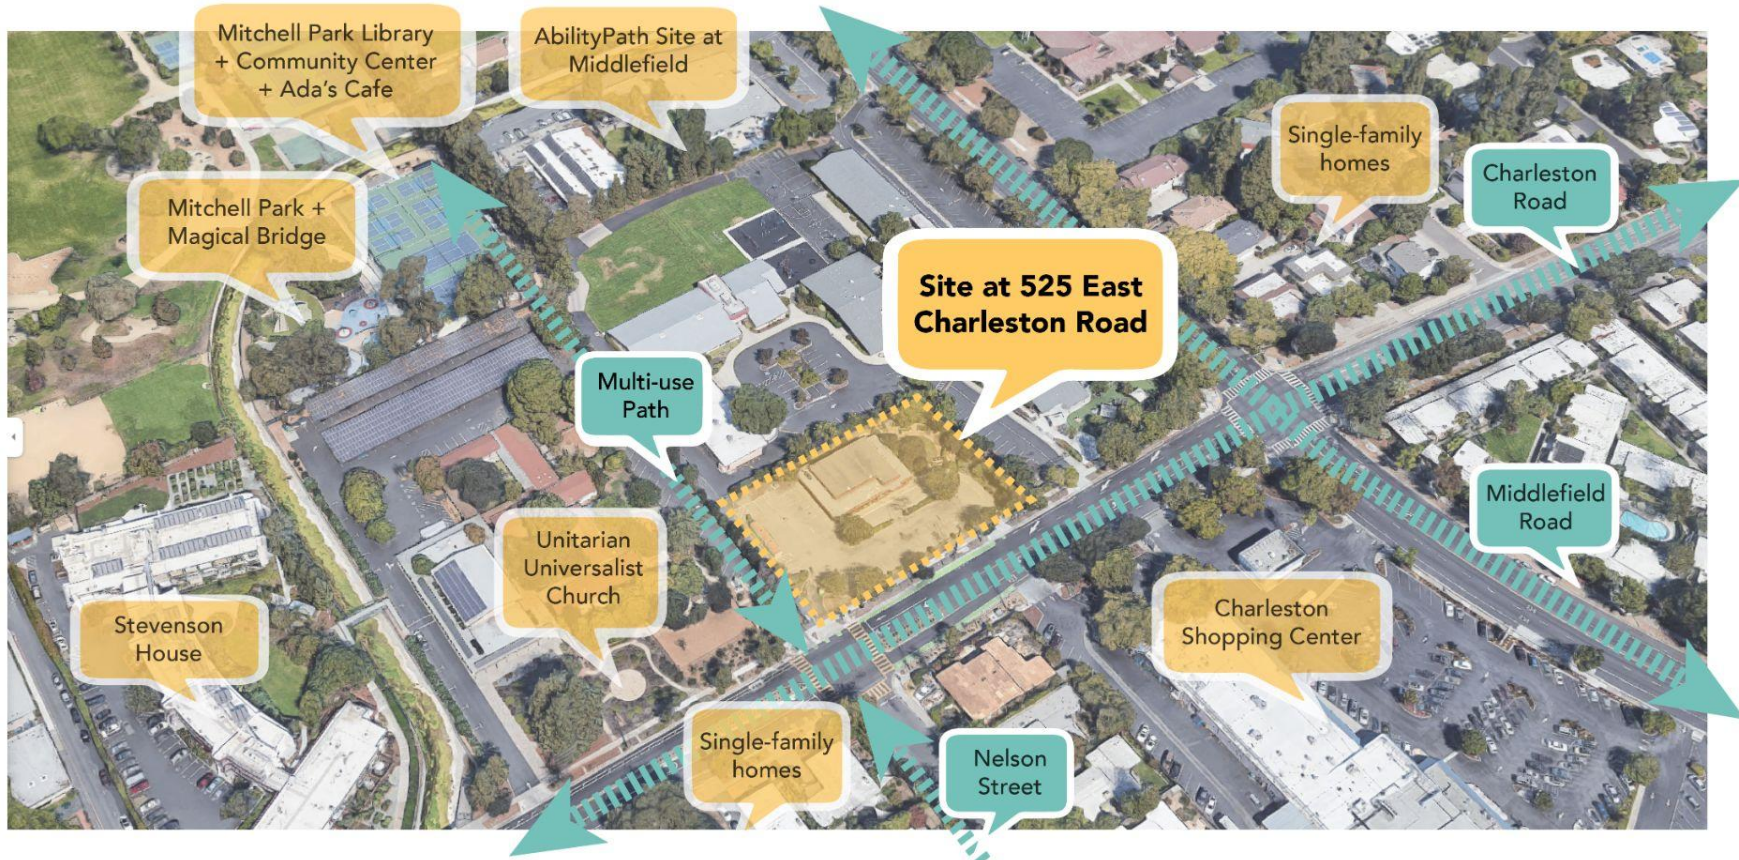 Mitchell Park Library
+ Community Center
+ Ada's Cafe
AbilityPath Site at
Middlefield
Single-family
homes
Charleston
Road
Mitchell Park +
Magical Bridge
Site at 525 East
Charleston Road
Multi-use
Path
Middlefield
Road
Unitarian
Universalist
Church
Charleston
Shopping Center
Stevenson
House
Single-family
homes
Nelson
Street